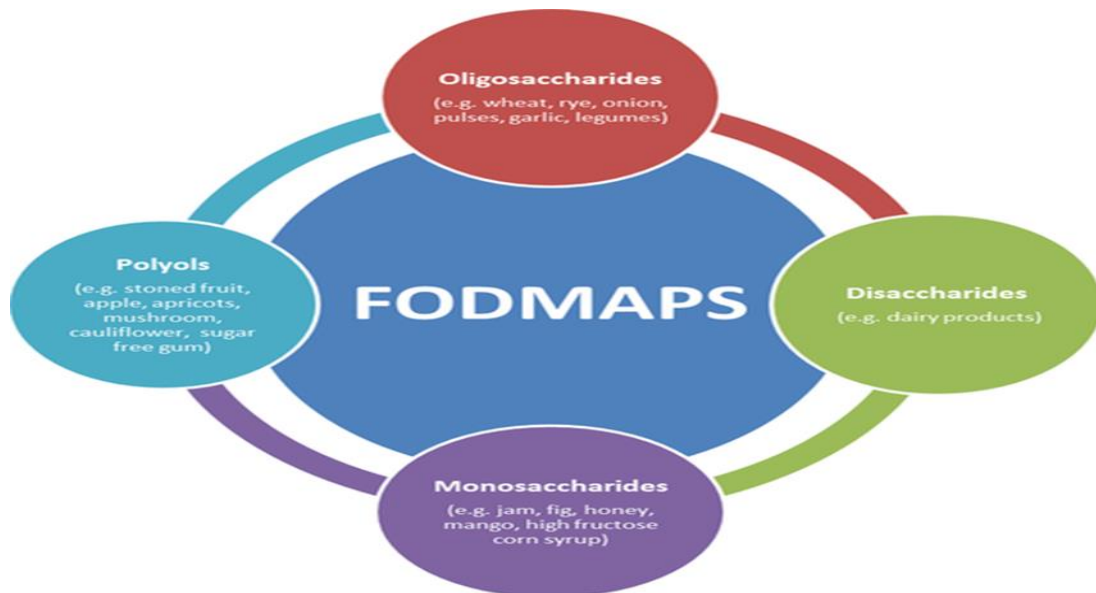 Oligosaccharides
(e.g. wheat, rye, onion,
pulses, garlic, legumes)
Polyols
(e.g. stoned fruit,
apple, apricots,
mushroom,
cauliflower, sugar
free gum)
FODMAPS
Disaccharides
(e.g. dairy products)
Monosaccharides
(e.g. jam, fig, honey,
mango, high fructose
corn syrup)